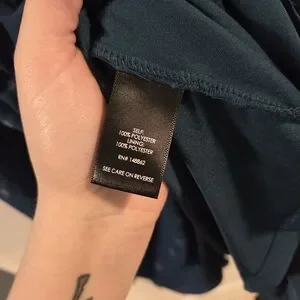 SELF:
100% POLYESTER
LINING:
100% POLYESTER
RN# 148862
SEE CARE ON REVERSE